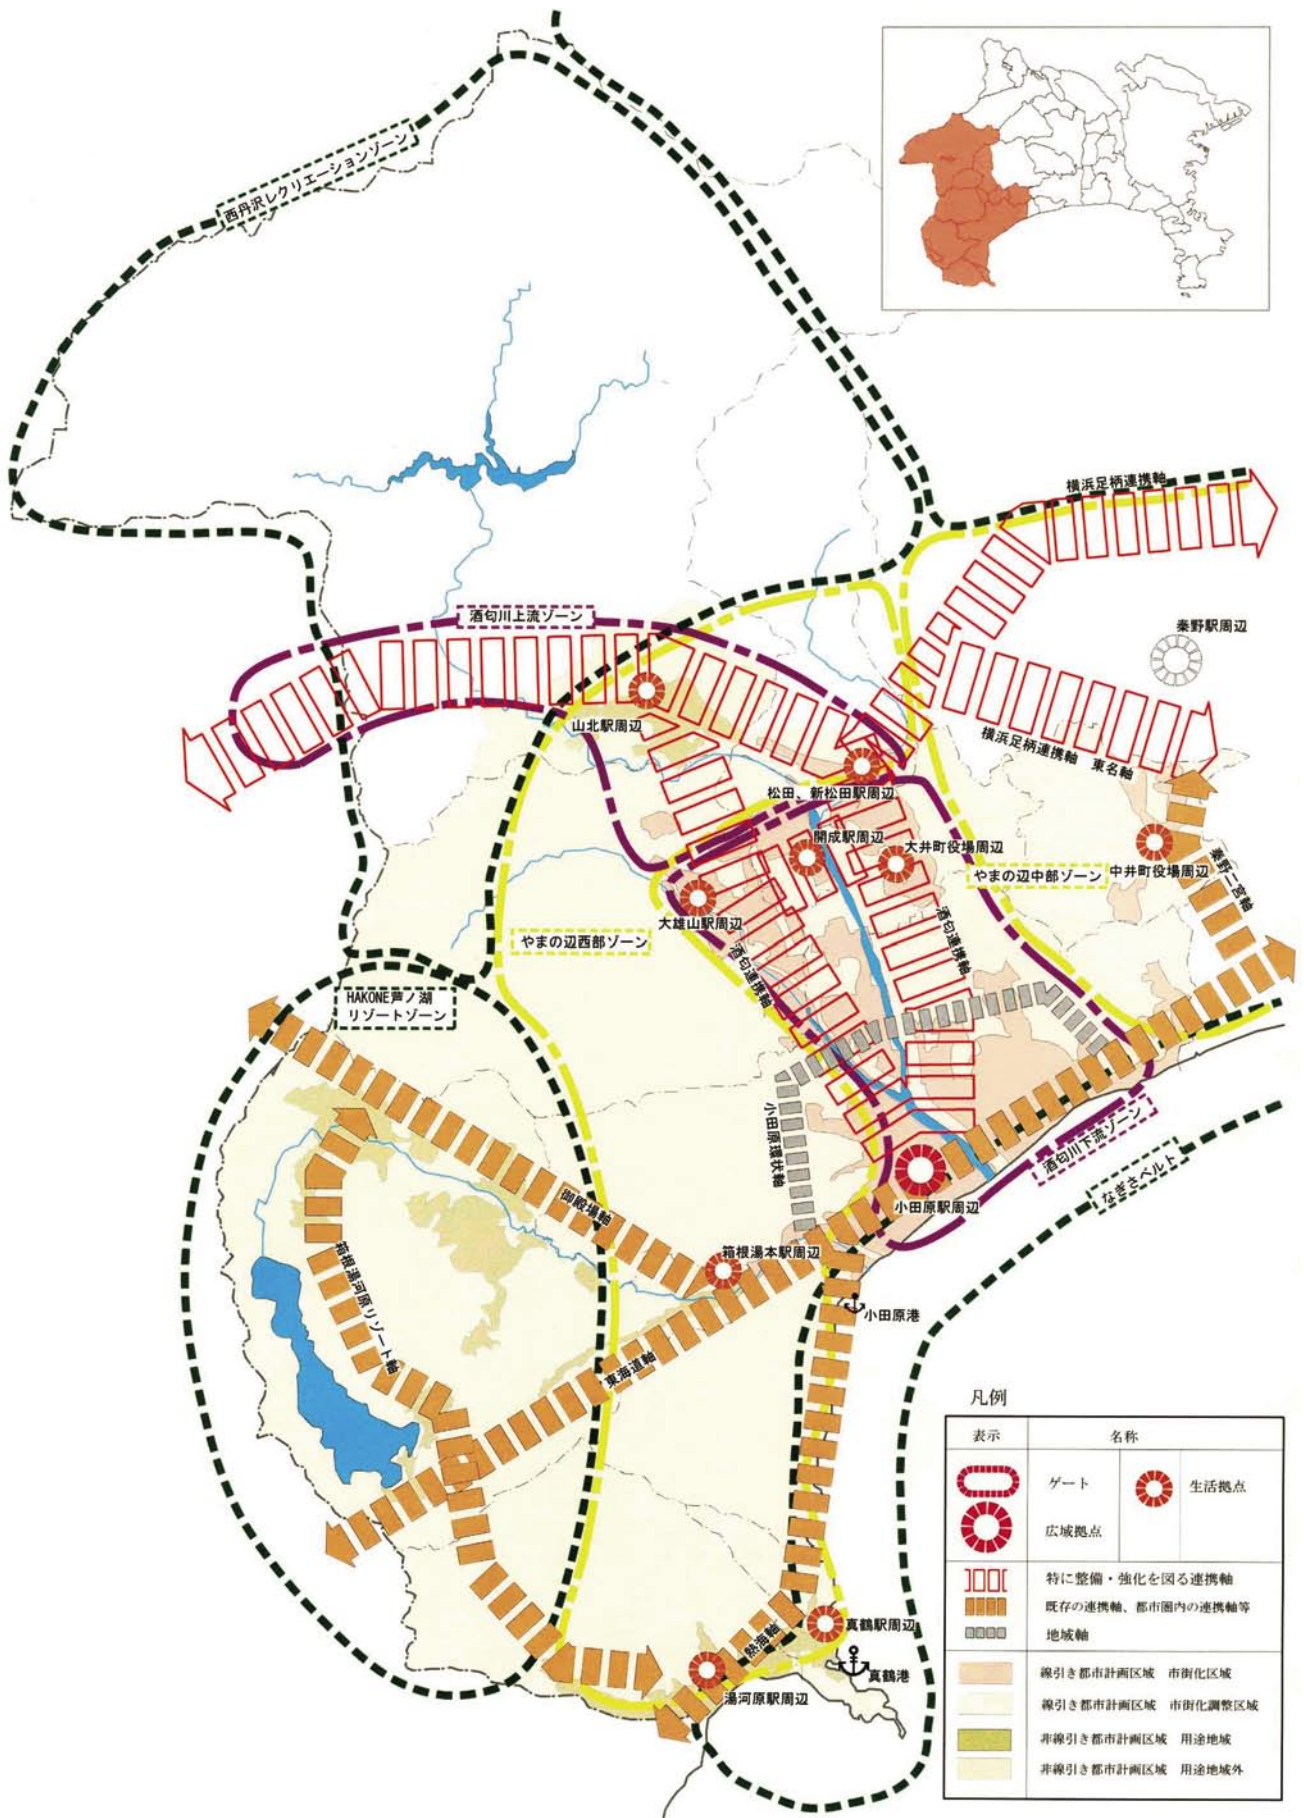 西丹沢レクリエーションゾーン
横浜足柄連携軸
酒匂川上流ゾーン
秦野駅周辺
山北駅周辺
横浜足柄連携軸 東名軸
松田、新松田駅周辺
開成駅周辺
大井町役場周辺
やまの辺中部ゾーン
中井町役場周辺
秦野二宮軸
大雄山駅周辺
酒匂連携軸
酒匂連携軸
やまの辺西部ゾーン
HAKONE芦ノ湖
リゾートゾーン
小田原環状軸
酒匂川下流ゾーン
なぎさベルト
御殿場軸
小田原駅周辺
箱根湯本駅周辺
箱根湯河原リゾート軸
小田原港
東海道軸
熱海軸
真鶴駅周辺
真鶴港
湯河原駅周辺
凡例
表示
名称
ゲート
生活拠点
広域拠点
特に整備・強化を図る連携軸
既存の連携軸、都市圏内の連携軸等
地域軸
線引き都市計画区域 市街化区域
線引き都市計画区域 市街化調整区域
非線引き都市計画区域 用途地域
非線引き都市計画区域 用途地域外